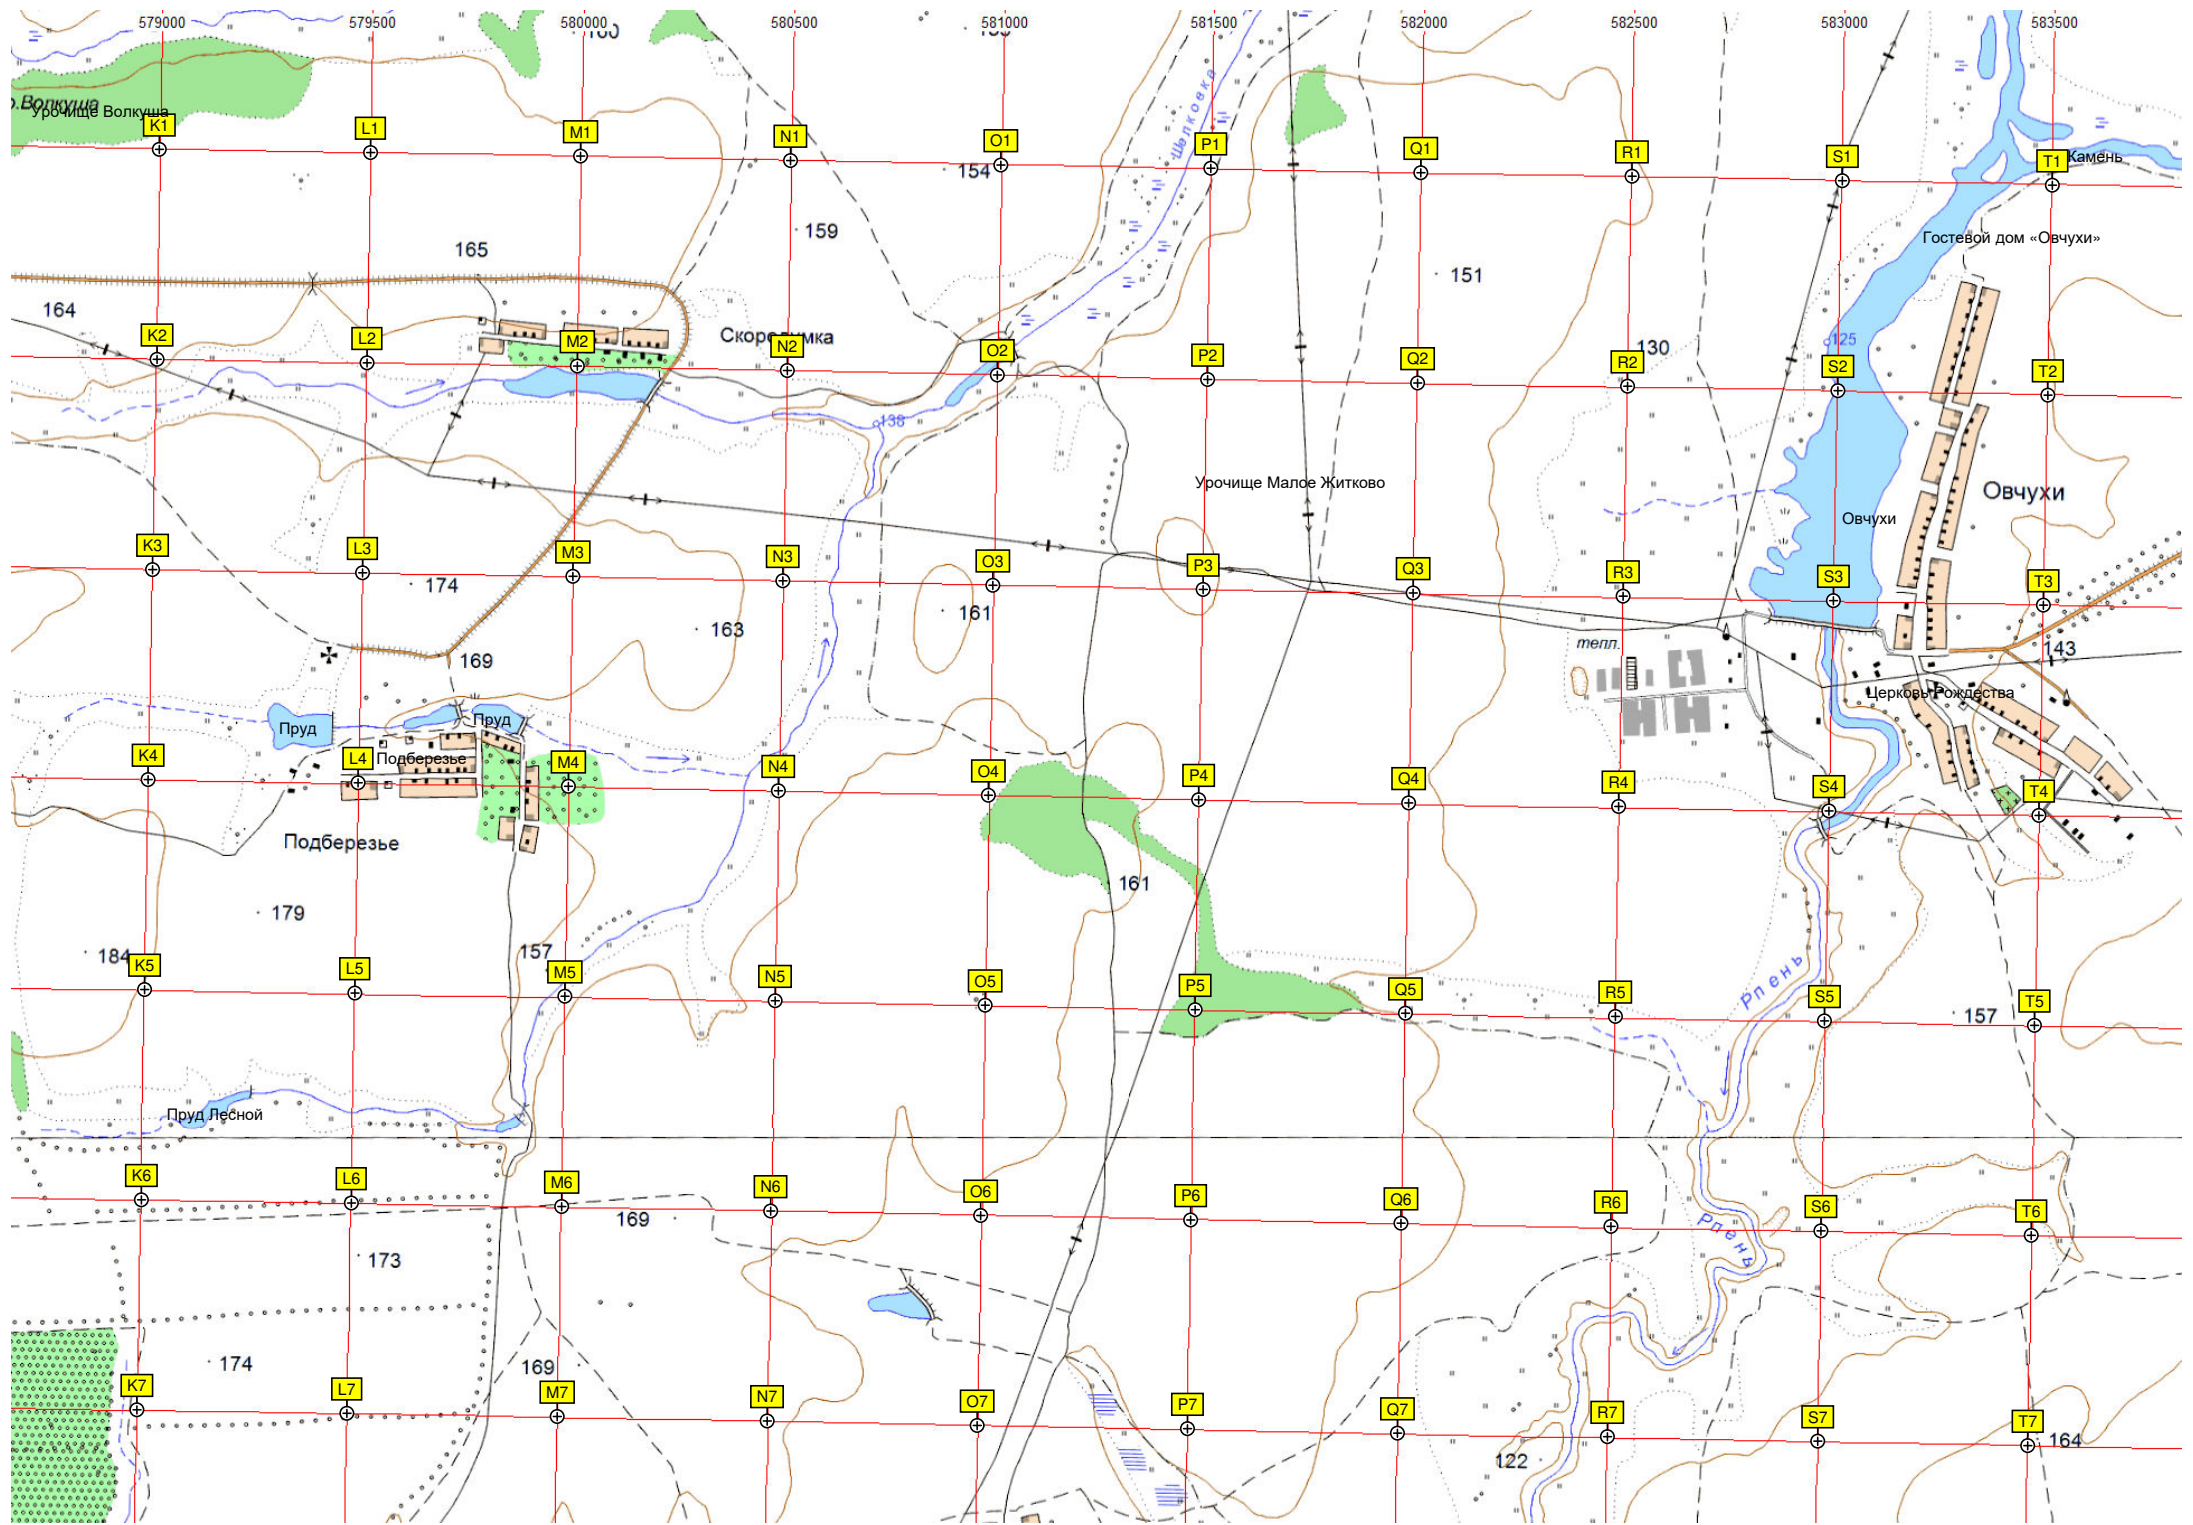 579000 579500 580000 580500 581000 581500 582000 582500 583000 583500
Урочище Волкуша
K1 L1 M1 N1 O1 P1 Q1 R1 S1 T1
Камень
Шелковка
154
159
Гостевой дом «Овчухи»
165
151
164
Скородумка
130
125
K2 L2 M2 N2 O2 P2 Q2 R2 S2 T2
138
Урочище Малое Житково
Овчухи
Овчухи
K3 L3 M3 N3 O3 P3 Q3 R3 S3 T3
174
161
163
тепл.
143
169
Церковь Рождества
Пруд
Пруд
Подберезье
K4 L4 M4 N4 O4 P4 Q4 R4 S4 T4
Подберезье
161
179
184
157
Рпень
K5 L5 M5 N5 O5 P5 Q5 R5 S5 T5
157
Пруд Лесной
K6 L6 M6 N6 O6 P6 Q6 R6 S6 T6
169
Рпень
173
174
169
K7 L7 M7 N7 O7 P7 Q7 R7 S7 T7
164
122